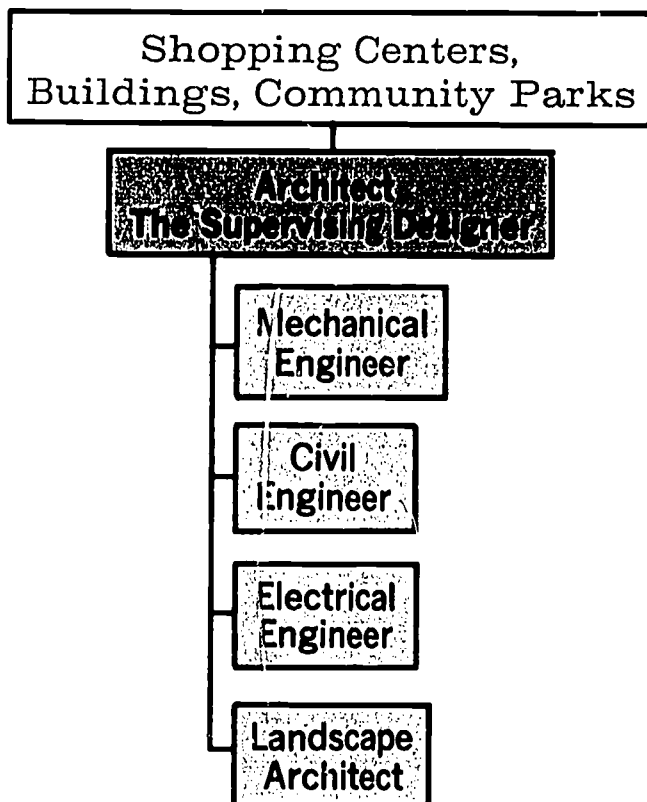 Shopping Centers,
Buildings, Community Parks
Architect
The Supervising Designer
Mechanical
Engineer
Civil
Engineer
Electrical
Engineer
Landscape
Architect